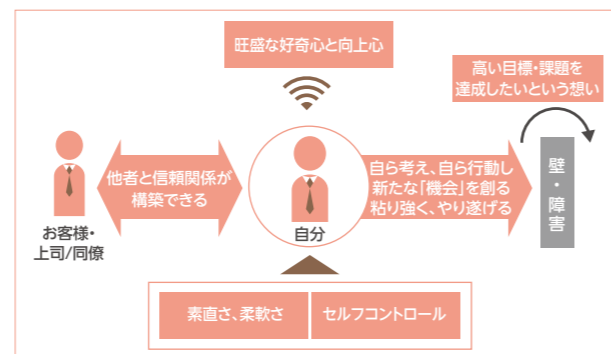 旺盛な好奇心と向上心
高い目標・課題を
達成したいという想い
他者と信頼関係が
構築できる
自ら考え、自ら行動し
新たな「機会」を創る
粘り強く、やり遂げる
壁・障害
お客様・
上司/同僚
自分
素直さ、柔軟さ
セルフコントロール